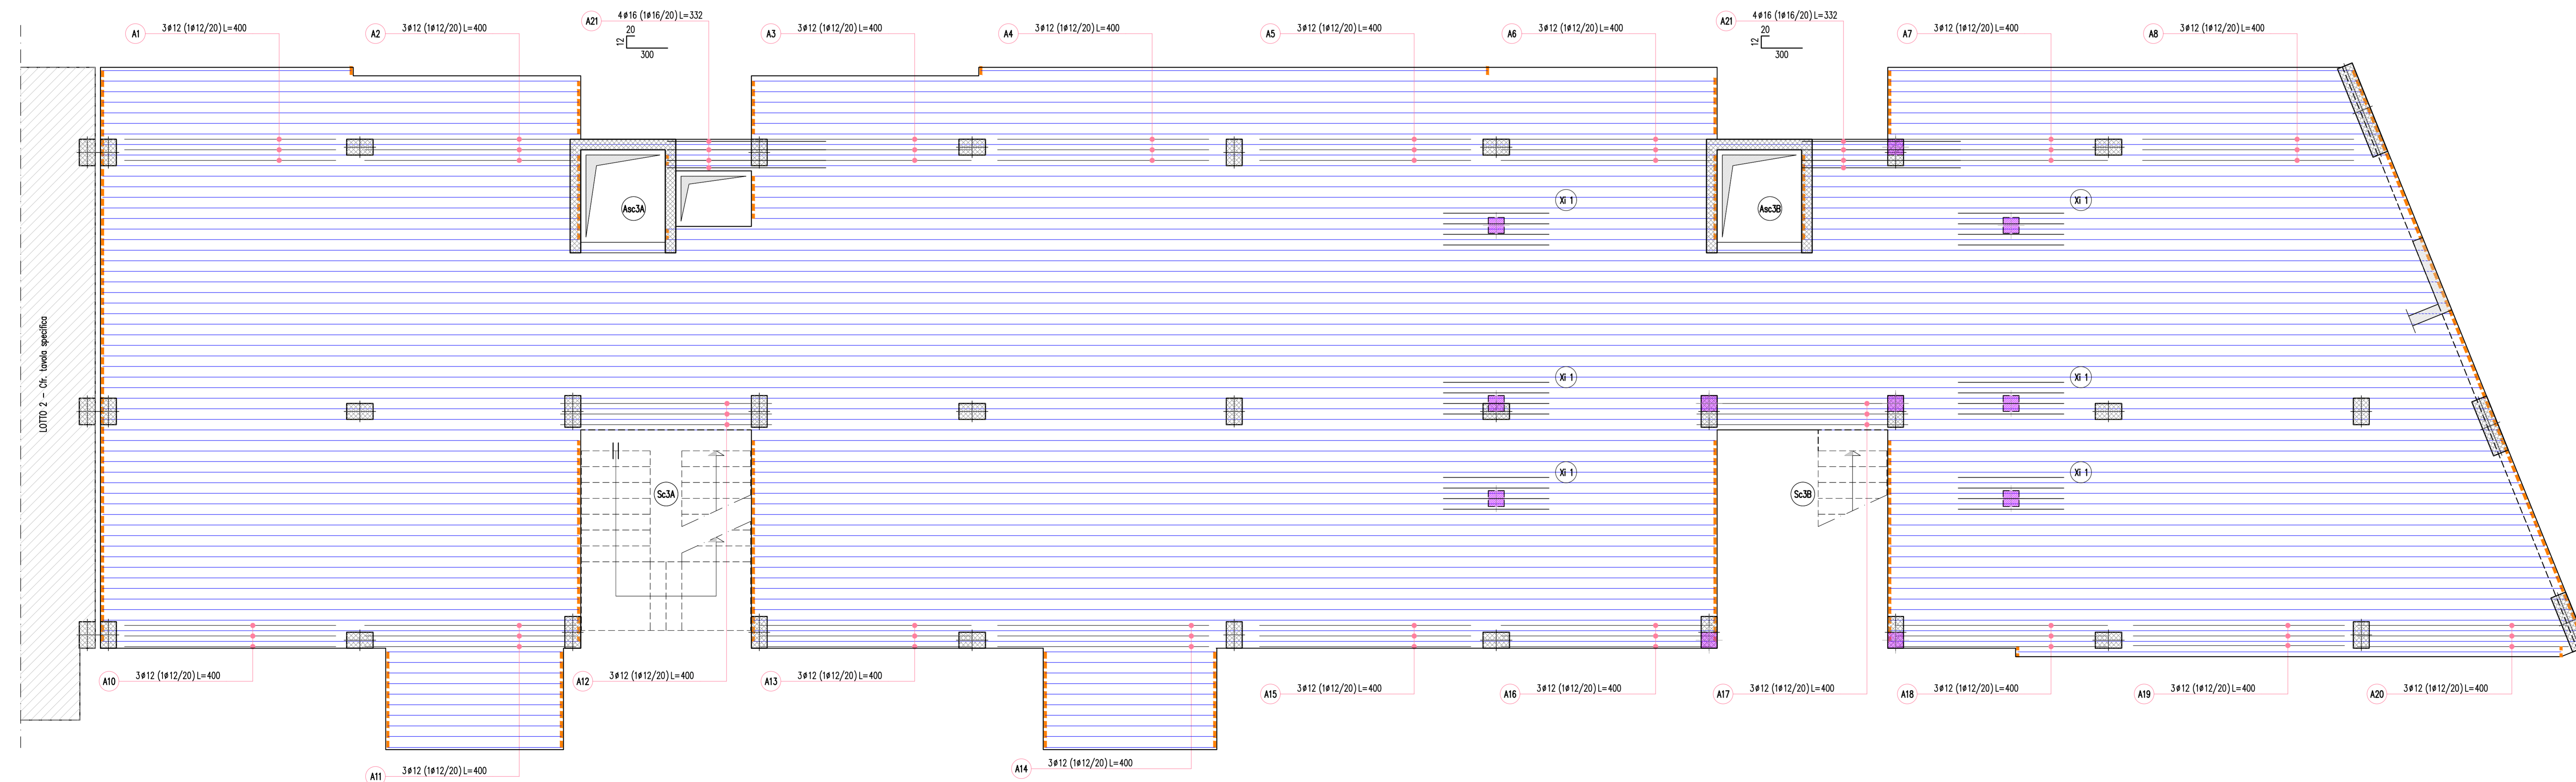 A1 3ø12 (1ø12/20) L=400
A2 3ø12 (1ø12/20) L=400
A21 4ø16 (1ø16/20) L=332
20
12
300
A3 3ø12 (1ø12/20) L=400
A4 3ø12 (1ø12/20) L=400
A5 3ø12 (1ø12/20) L=400
A6 3ø12 (1ø12/20) L=400
A21 4ø16 (1ø16/20) L=332
20
12
300
A7 3ø12 (1ø12/20) L=400
A8 3ø12 (1ø12/20) L=400
Asc3A
Xi 1
Asc3B
Xi 1
LOTTO 2 - Cfr. tavola specifica
Xi 1
Xi 1
Sc3A
Xi 1
Sc3B
Xi 1
A10 3ø12 (1ø12/20) L=400
A12 3ø12 (1ø12/20) L=400
A13 3ø12 (1ø12/20) L=400
A15 3ø12 (1ø12/20) L=400
A16 3ø12 (1ø12/20) L=400
A17 3ø12 (1ø12/20) L=400
A18 3ø12 (1ø12/20) L=400
A19 3ø12 (1ø12/20) L=400
A20 3ø12 (1ø12/20) L=400
A11 3ø12 (1ø12/20) L=400
A14 3ø12 (1ø12/20) L=400